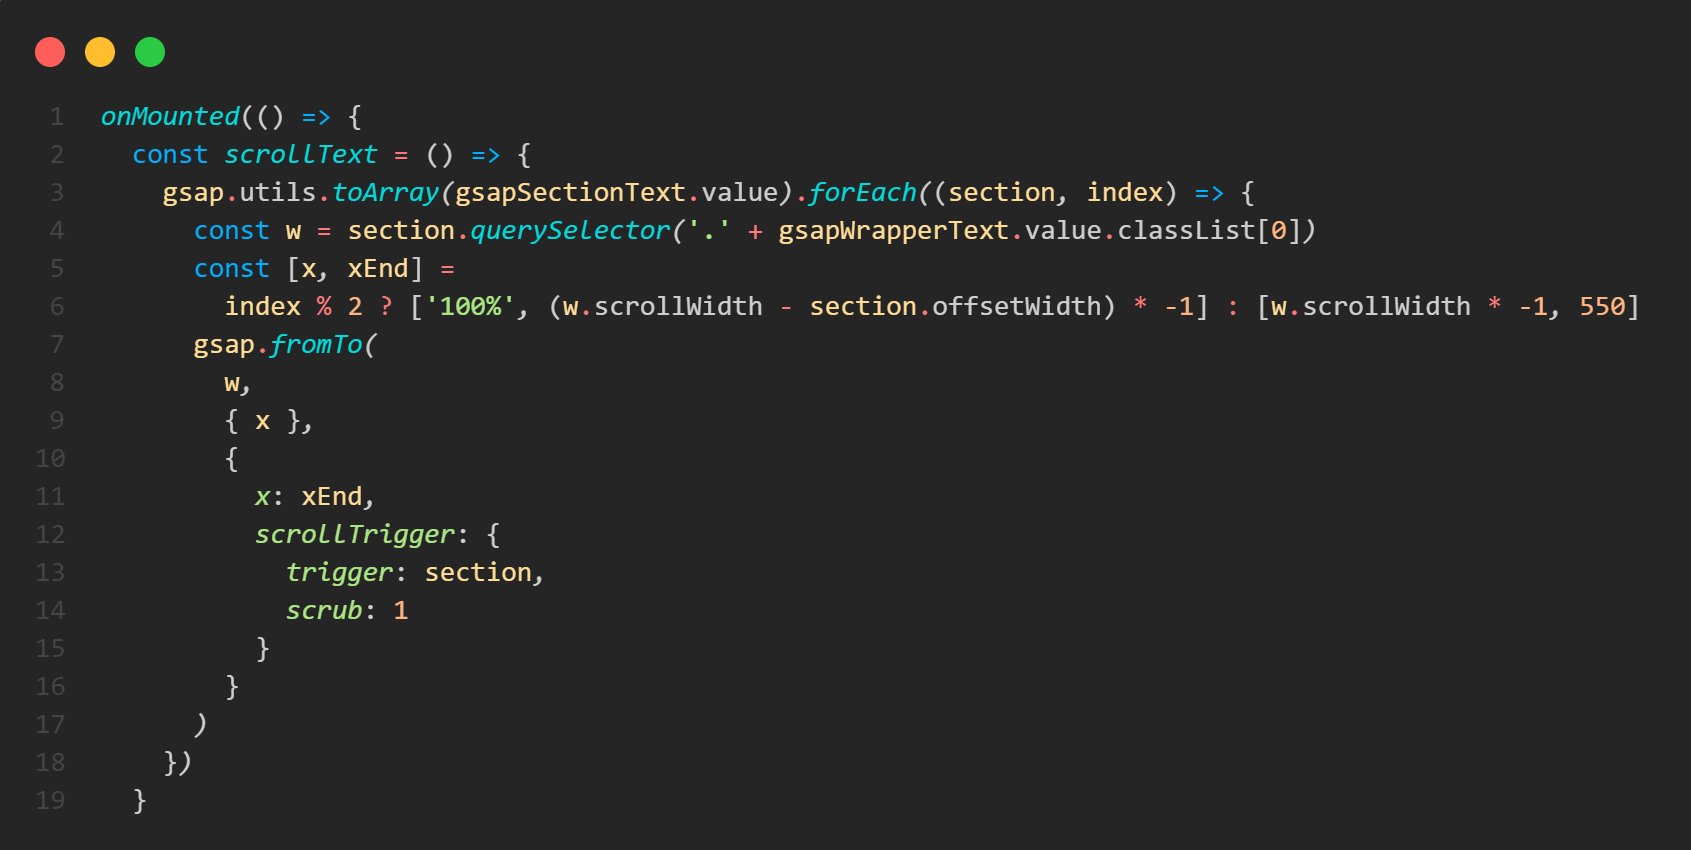 1 onMounted(() => {
2 const scrollText = () => {
3 gsap.utils.toArray(gsapSectionText.value).forEach((section, index) => {
4 const w = section.querySelector('.' + gsapWrapperText.value.classList[0])
5 const [x, xEnd] =
6 index % 2 ? ['100%', (w.scrollWidth - section.offsetWidth) * -1] : [w.scrollWidth * -1, 550]
7 gsap.fromTo(
8 w,
9 { x },
10 {
11 x: xEnd,
12 scrollTrigger: {
13 trigger: section,
14 scrub: 1
15 }
16 }
17 )
18 })
19 }